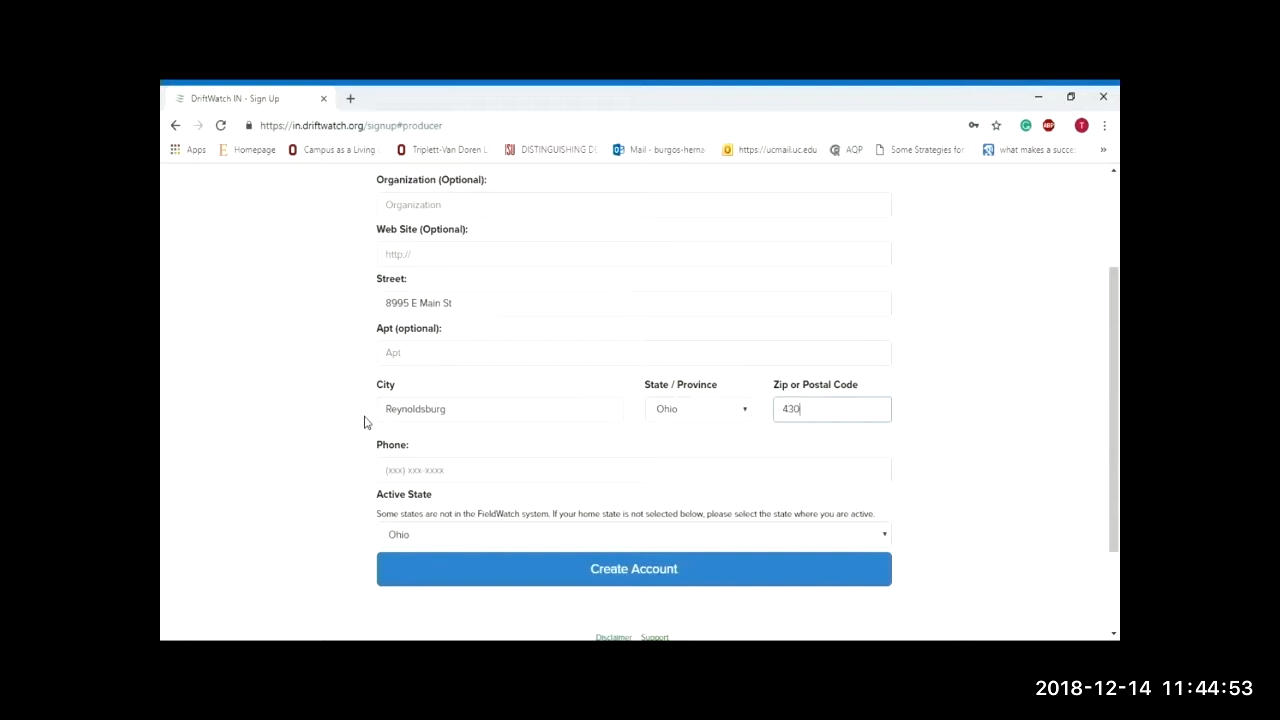 DriftWatch IN - Sign Up
https://in.driftwatch.org/signup#producer
Apps Homepage Campus as a Living Triplett-Van Doren L DISTINGUISHING D Mail - burgos-herna https://ucmail.uc.edu AQP Some Strategies for what makes a succe
Organization (Optional):
Organization
Web Site (Optional):
http://
Street:
8995 E Main St
Apt (optional):
Apt
City State / Province Zip or Postal Code
Reynoldsburg Ohio 430
Phone:
(xxx) xxx-xxxx
Active State
Some states are not in the FieldWatch system. If your home state is not selected below, please select the state where you are active.
Ohio
Create Account
Disclaimer Support
2018-12-14 11:44:53